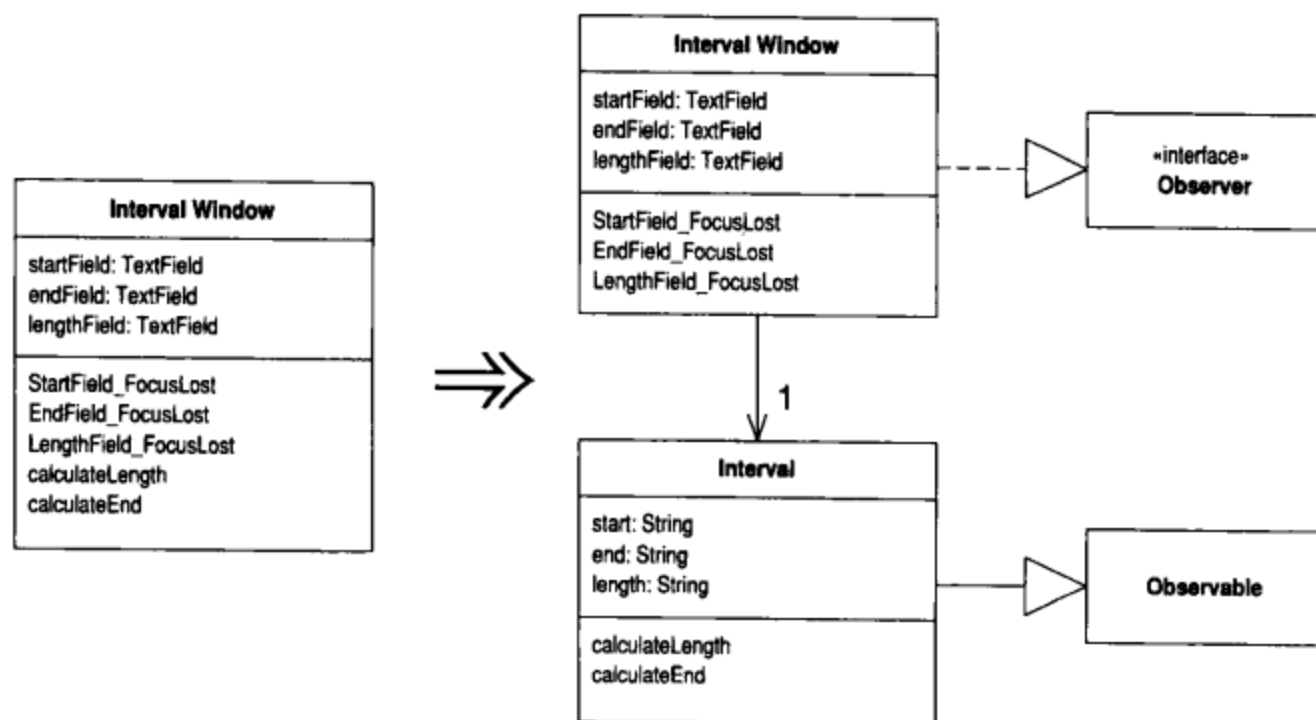 Interval Window
startField: TextField
endField: TextField
lengthField: TextField
StartField_FocusLost
EndField_FocusLost
LengthField_FocusLost
calculateLength
calculateEnd
Interval Window
startField: TextField
endField: TextField
lengthField: TextField
StartField_FocusLost
EndField_FocusLost
LengthField_FocusLost
«interface»
Observer
1
Interval
start: String
end: String
length: String
calculateLength
calculateEnd
Observable